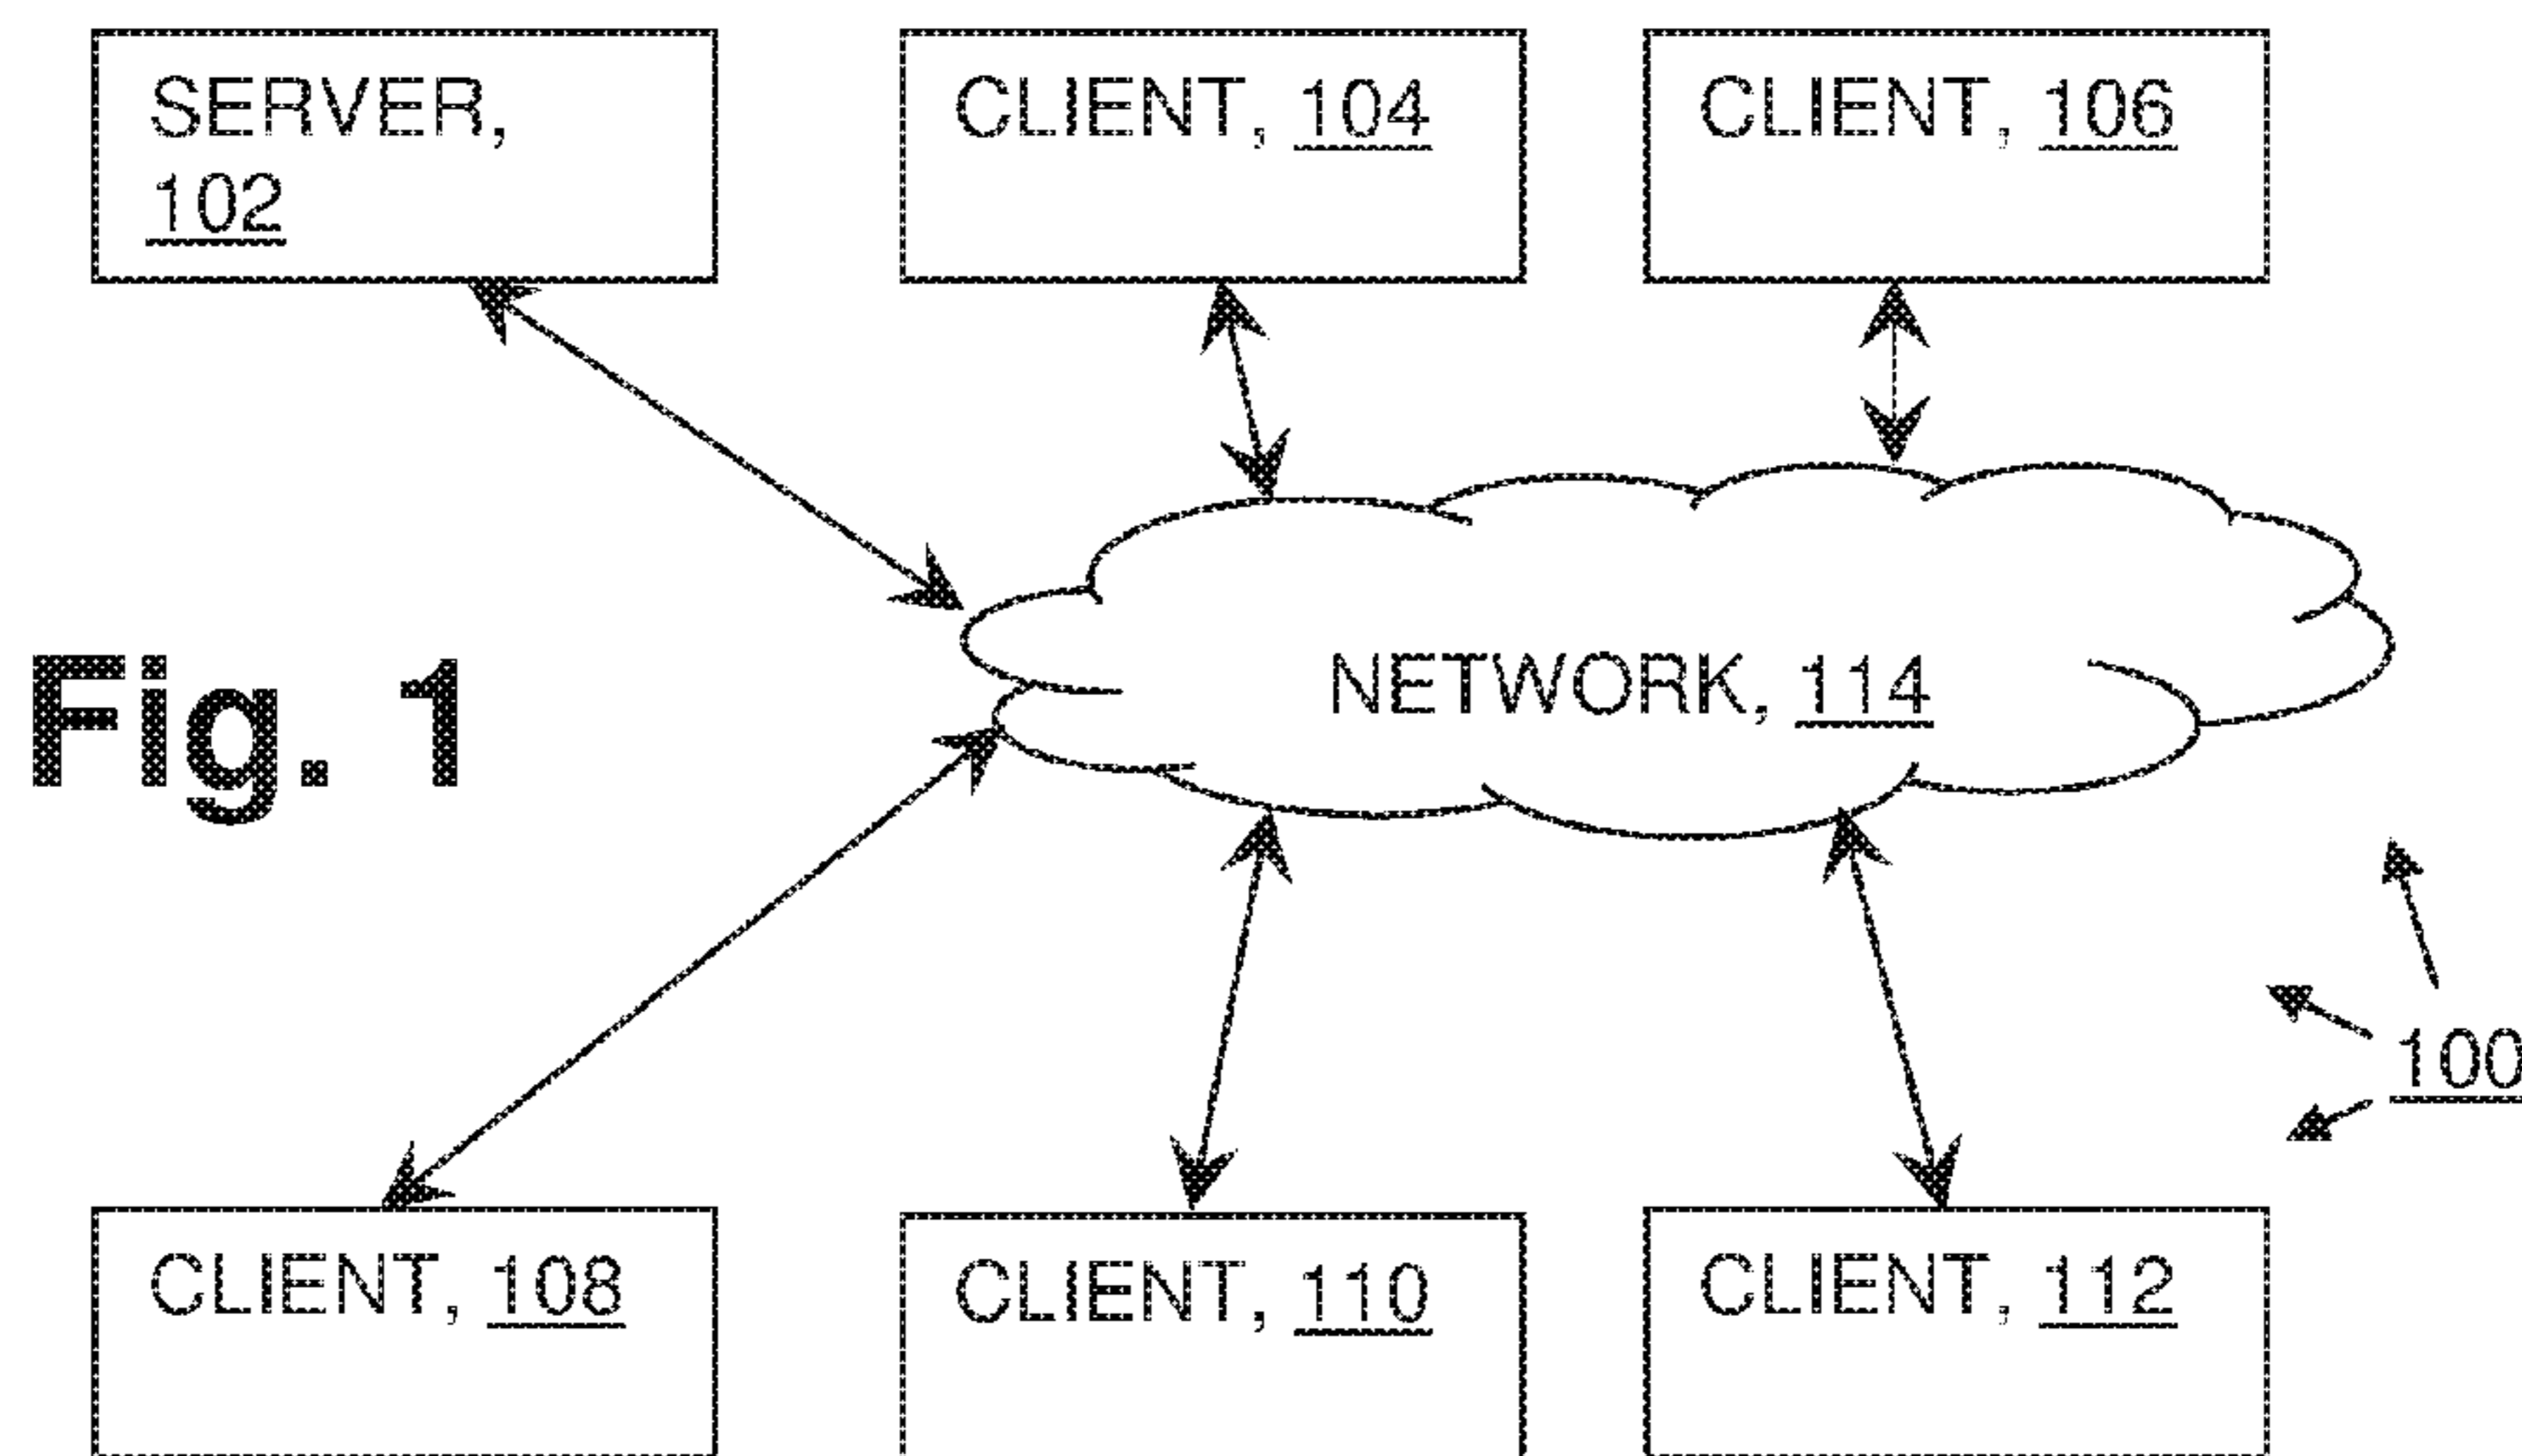 SERVER,
102
CLIENT, 104
CLIENT, 106
NETWORK, 114
Fig. 1
100
CLIENT, 108
CLIENT, 110
CLIENT, 112